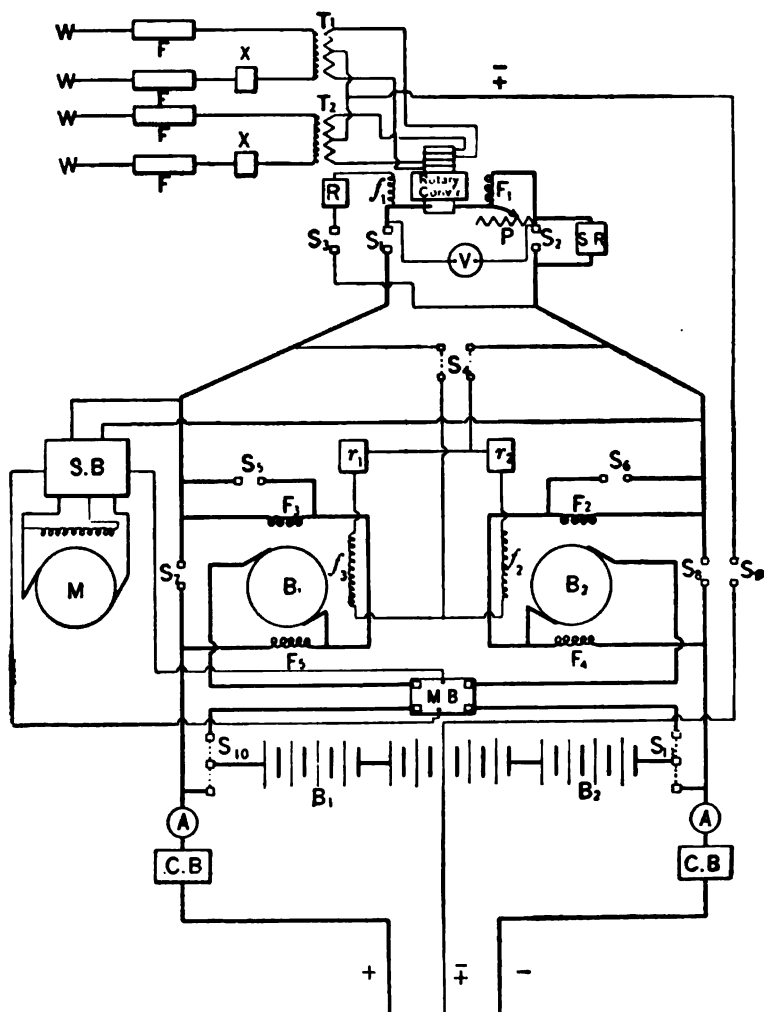 T1
W
F
X
W
F
∓
T2
W
F
X
W
F
Rotary
Conv'r
R
f1
F1
S3
S1
V
P
S2
S R
S4
S.B
S5
r1
r2
S6
F3
F2
M
S7
B1
f3
f2
B2
S8
S9
F5
F4
M B
S10
B1
B2
S1
A
A
C.B
C.B
+
∓
-